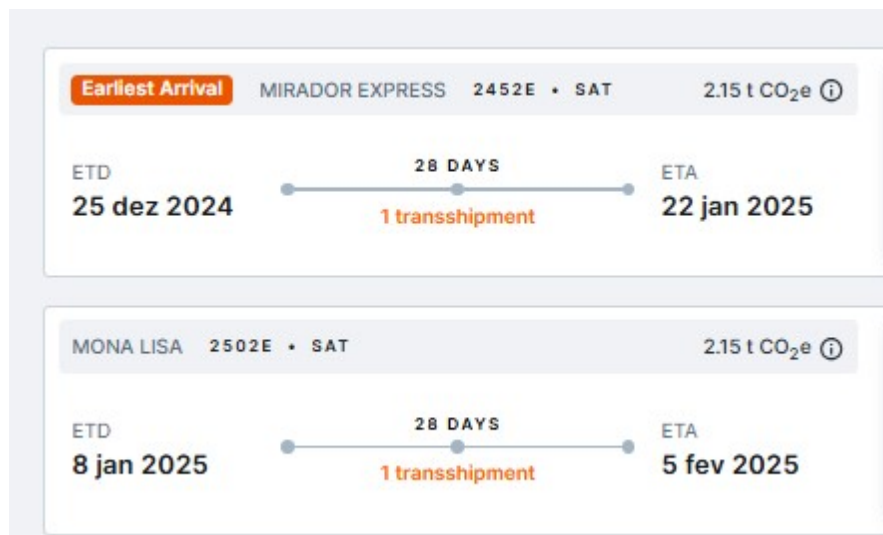 Earliest Arrival MIRADOR EXPRESS 2452E • SAT 2.15 t CO₂e
28 DAYS
ETD ETA
25 dez 2024 22 jan 2025
1 transshipment
MONA LISA 2502E • SAT 2.15 t CO₂e
28 DAYS
ETD ETA
8 jan 2025 5 fev 2025
1 transshipment